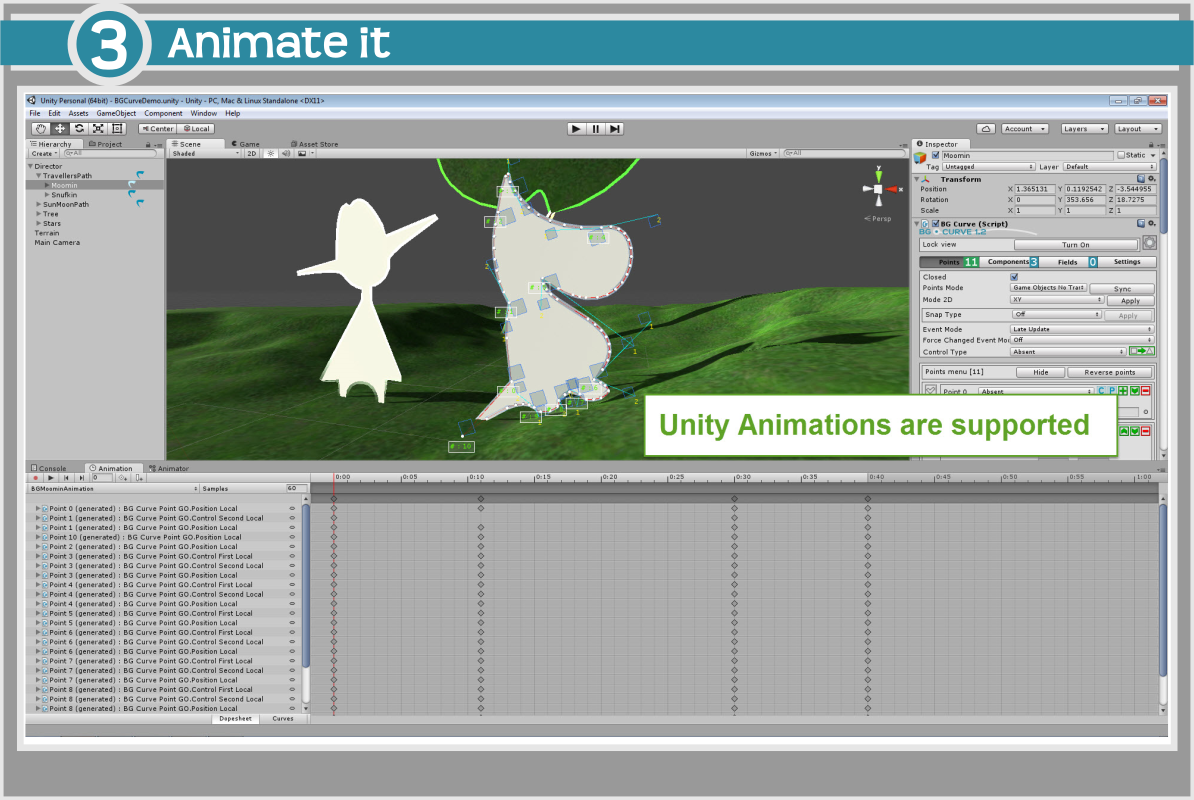 3 Animate it
Unity Personal (64bit) - BGCurveDemo.unity - Unity - PC, Mac & Linux Standalone <DX11>
File Edit Assets GameObject Component Window Help
Center Local
Account Layers Layout
Hierarchy Project
Create All
Director
TravellersPath
Moomin
Snufkin
SunMoonPath
Tree
Stars
Terrain
Main Camera
Scene Game Asset Store
Shaded 2D Gizmos All
y
x
Persp
1
2
2
1
1
2
1
# : 10
Inspector
Moomin Static
Tag Untagged Layer Default
Transform
Position X 1.365131 Y 0.1192542 Z -3.544955
Rotation X 0 Y 353.656 Z 18.7275
Scale X 1 Y 1 Z 1
BG Curve (Script)
BG CURVE 1.2
Lock view Turn On
Points 11 Components 3 Fields 0 Settings
Closed
Points Mode Game Objects No Tran Sync
Mode 2D XY Apply
Snap Type Off Apply
Event Mode Late Update
Force Changed Event Mo Off
Control Type Absent
Points menu [11] Hide Reverse points
Point 0 Absent C P
Unity Animations are supported
Console Animation Animator
0
BGMoominAnimation Samples 60
0:00 0:05 0:10 0:15 0:20 0:25 0:30 0:35 0:40 0:45 0:50 0:55 1:00
Point 0 (generated) : BG Curve Point GO.Position Local
Point 1 (generated) : BG Curve Point GO.Control Second Local
Point 1 (generated) : BG Curve Point GO.Position Local
Point 10 (generated) : BG Curve Point GO.Position Local
Point 2 (generated) : BG Curve Point GO.Position Local
Point 3 (generated) : BG Curve Point GO.Control First Local
Point 3 (generated) : BG Curve Point GO.Control Second Local
Point 3 (generated) : BG Curve Point GO.Position Local
Point 4 (generated) : BG Curve Point GO.Control First Local
Point 4 (generated) : BG Curve Point GO.Control Second Local
Point 4 (generated) : BG Curve Point GO.Position Local
Point 5 (generated) : BG Curve Point GO.Control First Local
Point 5 (generated) : BG Curve Point GO.Position Local
Point 6 (generated) : BG Curve Point GO.Control First Local
Point 6 (generated) : BG Curve Point GO.Control Second Local
Point 6 (generated) : BG Curve Point GO.Position Local
Point 7 (generated) : BG Curve Point GO.Control First Local
Point 7 (generated) : BG Curve Point GO.Control Second Local
Point 7 (generated) : BG Curve Point GO.Position Local
Point 8 (generated) : BG Curve Point GO.Control First Local
Point 8 (generated) : BG Curve Point GO.Control Second Local
Point 8 (generated) : BG Curve Point GO.Position Local
Dopesheet Curves